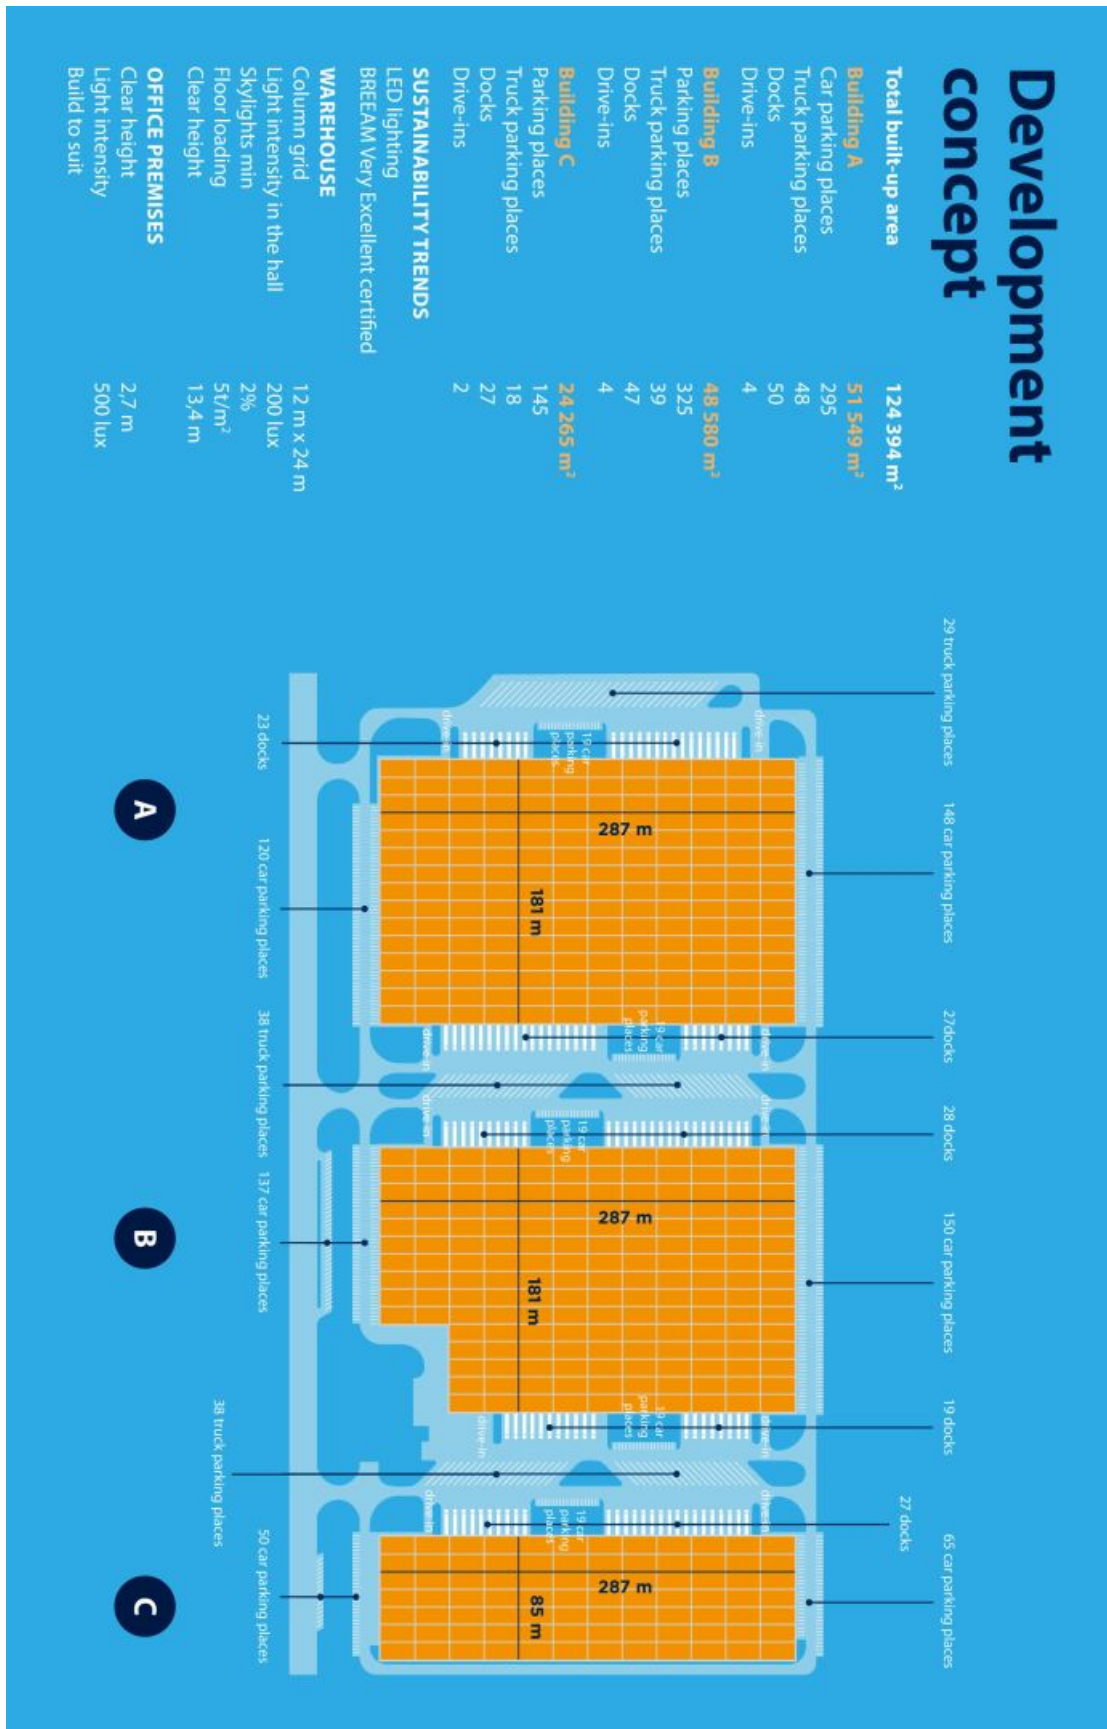 Development
concept
Total built-up area 124 394 m²
Building A 51 549 m²
Car parking places 295
Truck parking places 48
Docks 50
Drive-ins 4
Building B 48 580 m²
Parking places 325
Truck parking places 39
Docks 47
Drive-ins 4
Building C 24 265 m²
Parking places 145
Truck parking places 18
Docks 27
Drive-ins 2
SUSTAINABILITY TRENDS
LED lighting
BREEAM Very Excellent certified
WAREHOUSE
Column grid 12 m x 24 m
Light intensity in the hall 200 lux
Skylights min 2%
Floor loading 5t/m²
Clear height 13,4 m
OFFICE PREMISES
Clear height 2,7 m
Light intensity 500 lux
Build to suit
29 truck parking places
148 car parking places
27docks
28 docks
150 car parking places
19 docks
27 docks
65 car parking places
drive-in
drive-in
drive-in
drive-in
drive-in
19 car
parking
places
19 car
parking
places
19 car
parking
places
19 car
parking
places
19 car
parking
places
287 m
181 m
287 m
181 m
287 m
85 m
drive-in
drive-in
drive-in
drive-in
drive-in
23 docks
120 car parking places
38 truck parking places
137 car parking places
38 truck parking places
50 car parking places
A
B
C